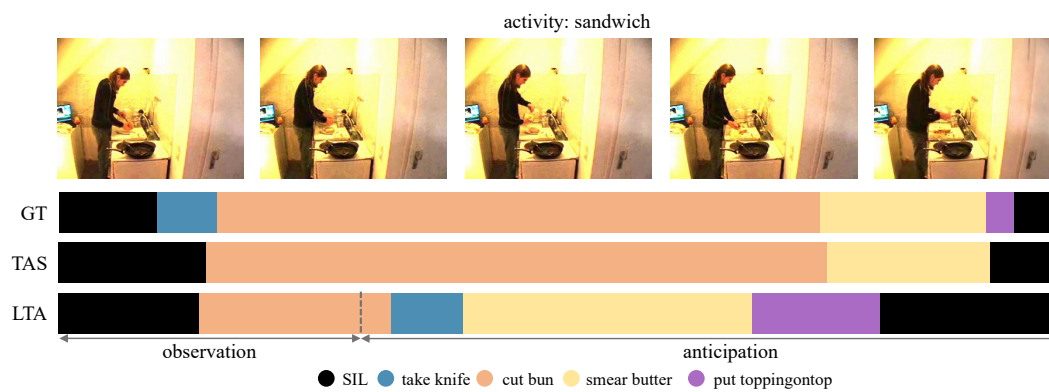 activity: sandwich
GT
TAS
LTA
observation anticipation
SIL take knife cut bun smear butter put toppingontop